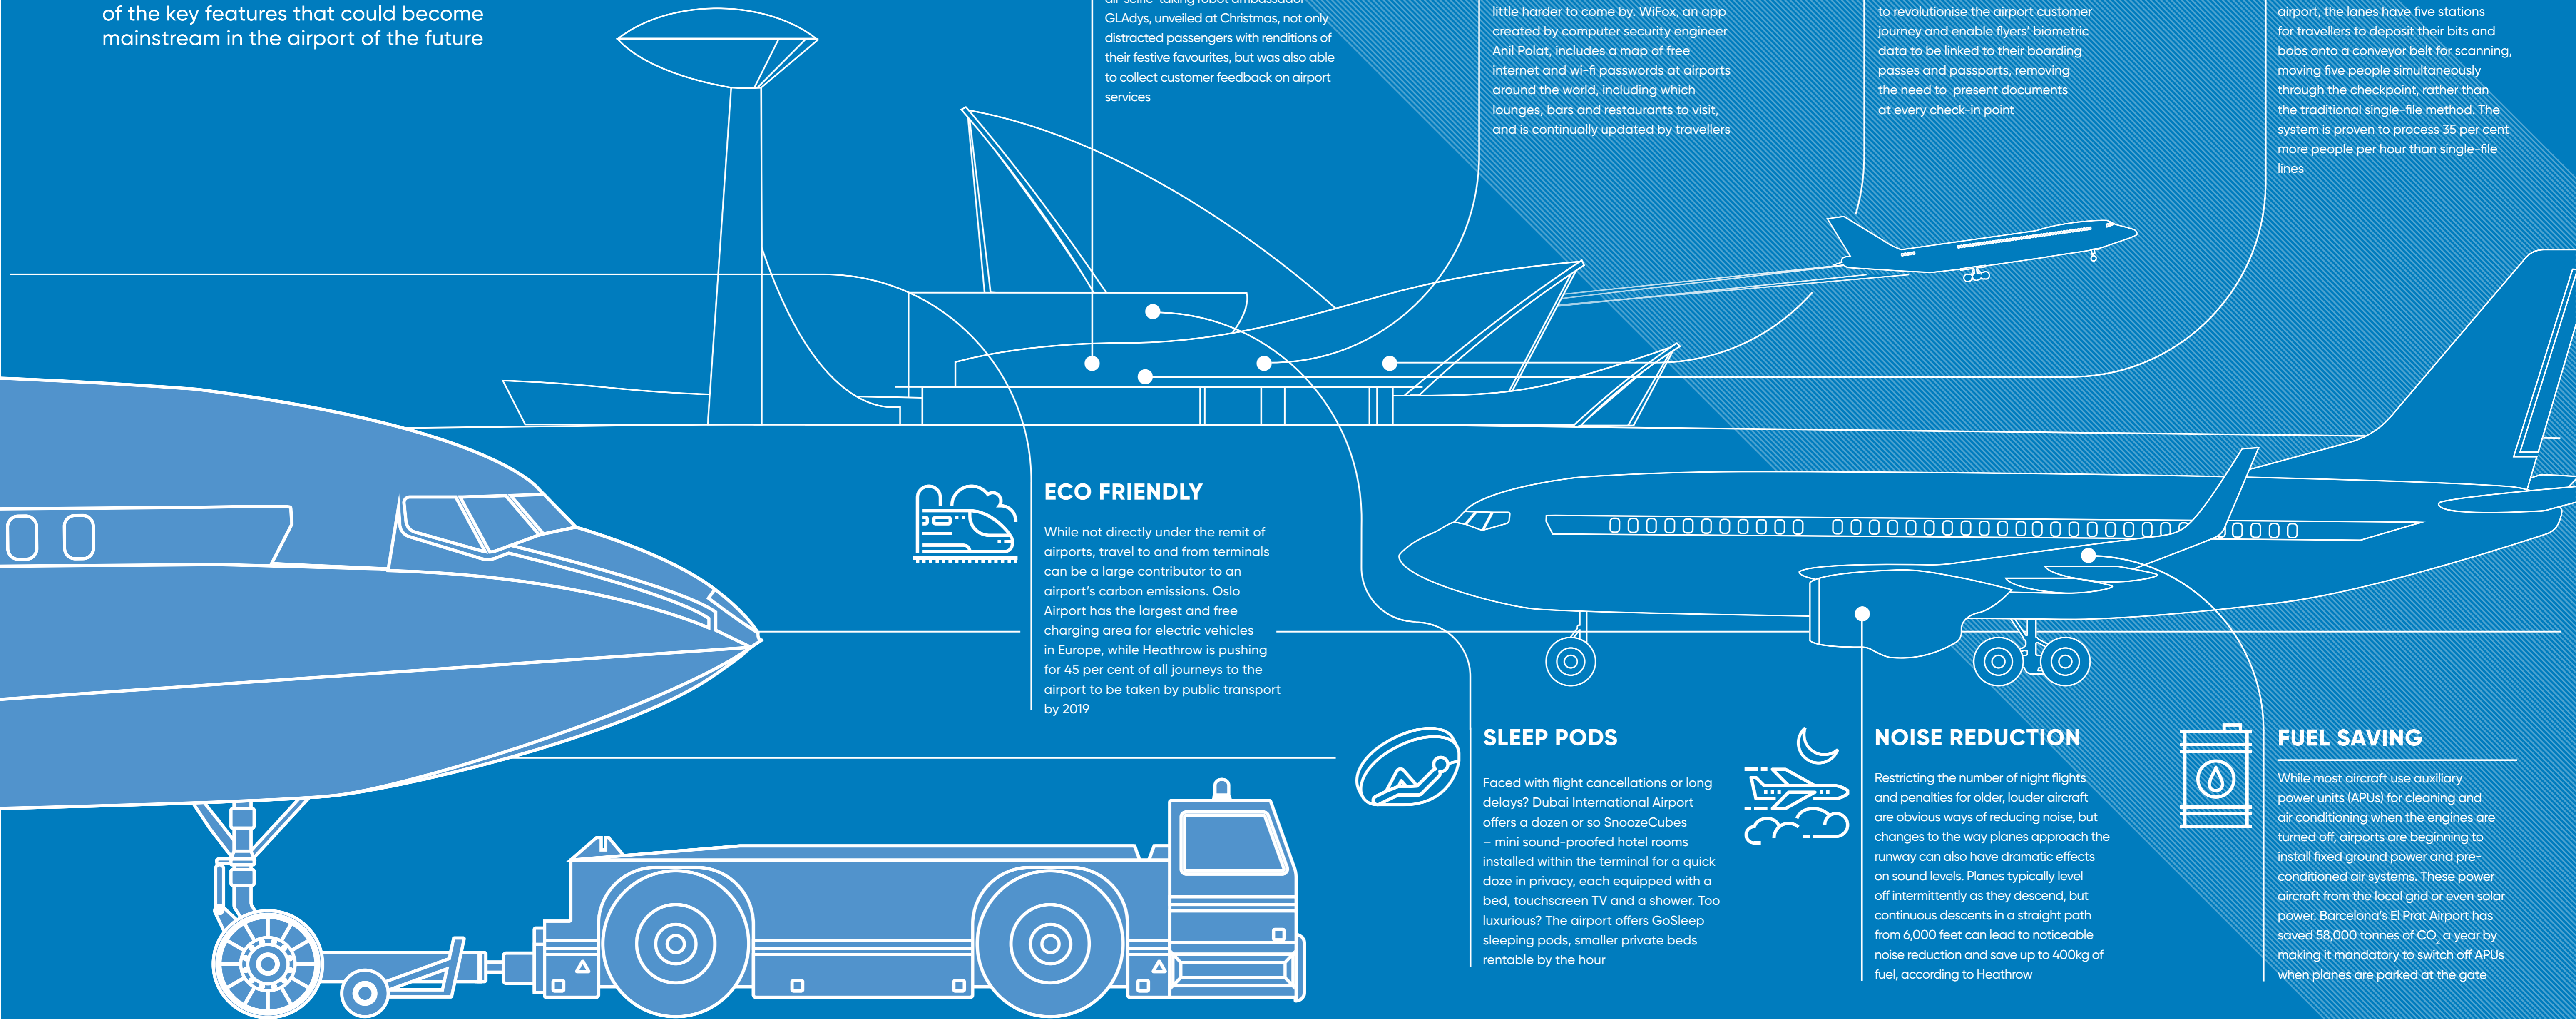 of the key features that could become
mainstream in the airport of the future
GLAdys, unveiled at Christmas, not only
distracted passengers with renditions of
their festive favourites, but was also able
to collect customer feedback on airport
services
little harder to come by. WiFox, an app
created by computer security engineer
Anil Polat, includes a map of free
internet and wi-fi passwords at airports
around the world, including which
lounges, bars and restaurants to visit,
and is continually updated by travellers
to revolutionise the airport customer
journey and enable flyers’ biometric
data to be linked to their boarding
passes and passports, removing
the need to present documents
at every check-in point
airport, the lanes have five stations
for travellers to deposit their bits and
bobs onto a conveyor belt for scanning,
moving five people simultaneously
through the checkpoint, rather than
the traditional single-file method. The
system is proven to process 35 per cent
more people per hour than single-file
lines
ECO FRIENDLY
While not directly under the remit of
airports, travel to and from terminals
can be a large contributor to an
airport’s carbon emissions. Oslo
Airport has the largest and free
charging area for electric vehicles
in Europe, while Heathrow is pushing
for 45 per cent of all journeys to the
airport to be taken by public transport
by 2019
SLEEP PODS
Faced with flight cancellations or long
delays? Dubai International Airport
offers a dozen or so SnoozeCubes
– mini sound-proofed hotel rooms
installed within the terminal for a quick
doze in privacy, each equipped with a
bed, touchscreen TV and a shower. Too
luxurious? The airport offers GoSleep
sleeping pods, smaller private beds
rentable by the hour
NOISE REDUCTION
Restricting the number of night flights
and penalties for older, louder aircraft
are obvious ways of reducing noise, but
changes to the way planes approach the
runway can also have dramatic effects
on sound levels. Planes typically level
off intermittently as they descend, but
continuous descents in a straight path
from 6,000 feet can lead to noticeable
noise reduction and save up to 400kg of
fuel, according to Heathrow
FUEL SAVING
While most aircraft use auxiliary
power units (APUs) for cleaning and
air conditioning when the engines are
turned off, airports are beginning to
install fixed ground power and pre-
conditioned air systems. These power
aircraft from the local grid or even solar
power. Barcelona’s El Prat Airport has
saved 58,000 tonnes of CO₂ a year by
making it mandatory to switch off APUs
when planes are parked at the gate